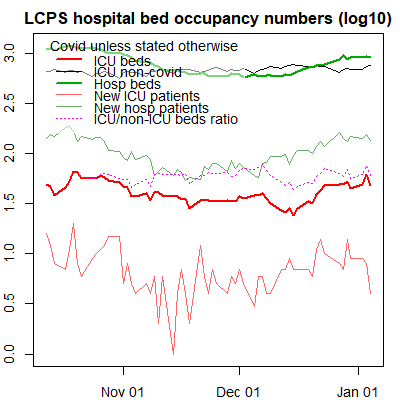 LCPS hospital bed occupancy numbers (log10)
Covid unless stated otherwise
ICU beds
ICU non-covid
Hosp beds
New ICU patients
New hosp patients
ICU/non-ICU beds ratio
3.0
2.5
2.0
1.5
1.0
0.5
0.0
Nov 01 Dec 01 Jan 01